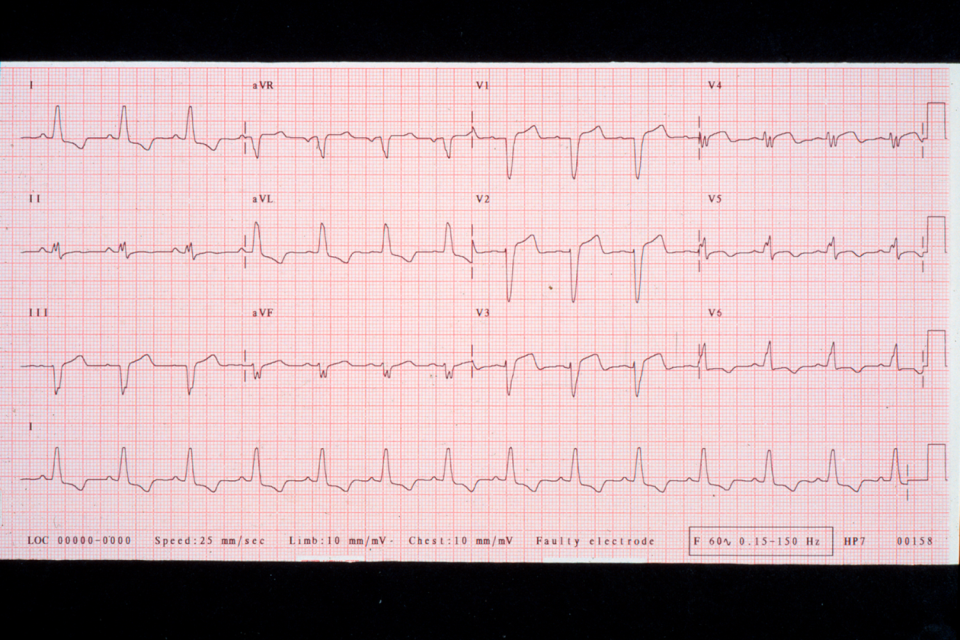 I aVR V1 V4
II aVL V2 V5
III aVF V3 V6
I
LOC 00000-0000 Speed:25 mm/sec Limb:10 mm/mV- Chest:10 mm/mV Faulty electrode F 60∿ 0.15-150 Hz HP7 00158